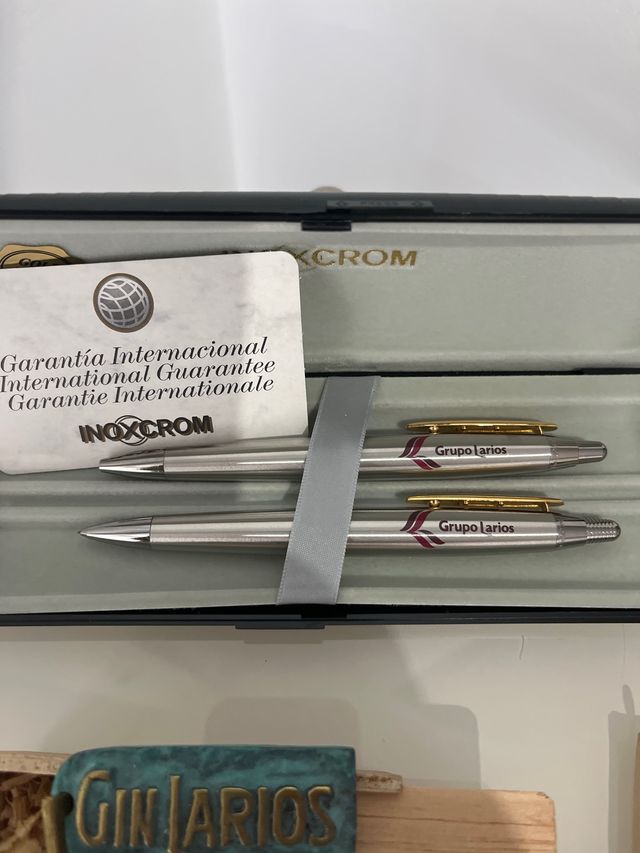 INOXCROM
Garantía Internacional
International Guarantee
Garantie Internationale
INOXCROM
Grupo Larios
Grupo Larios
GIN LARIOS